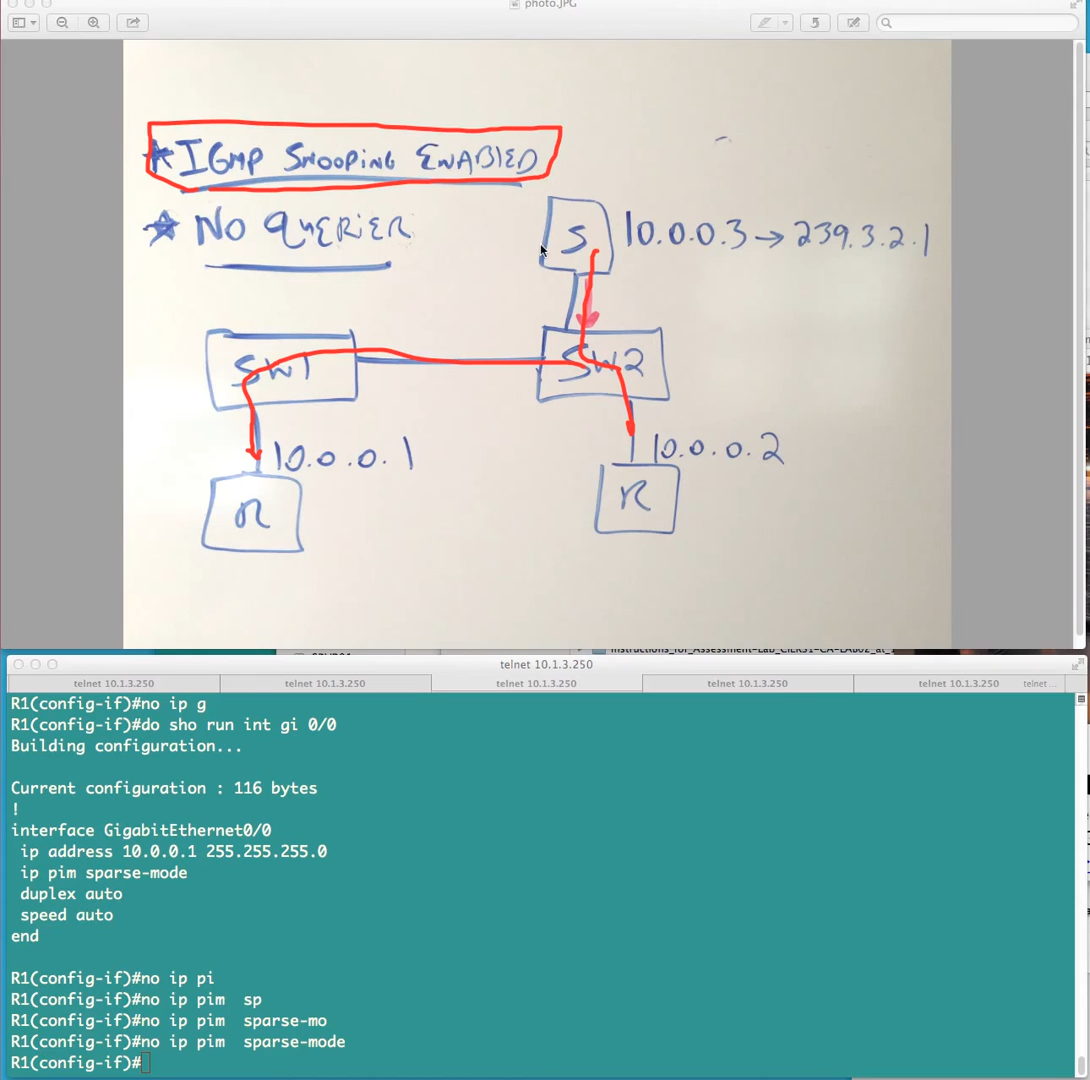 photo.JPG
★ IGMP SNOOPING ENABLED
★ NO QUERIER
S
10.0.0.3 → 239.3.2.1
SW1
SW2
10.0.0.1
10.0.0.2
R
R
Instructions_for_Assessment-Lab_CIERS1-CA-LAB02_at_1
telnet 10.1.3.250
telnet 10.1.3.250
telnet 10.1.3.250
telnet 10.1.3.250
telnet 10.1.3.250
telnet 10.1.3.250
telnet ...
R1(config-if)#no ip g
R1(config-if)#do sho run int gi 0/0
Building configuration...
Current configuration : 116 bytes
!
interface GigabitEthernet0/0
ip address 10.0.0.1 255.255.255.0
ip pim sparse-mode
duplex auto
speed auto
end
R1(config-if)#no ip pi
R1(config-if)#no ip pim  sp
R1(config-if)#no ip pim  sparse-mo
R1(config-if)#no ip pim  sparse-mode
R1(config-if)#